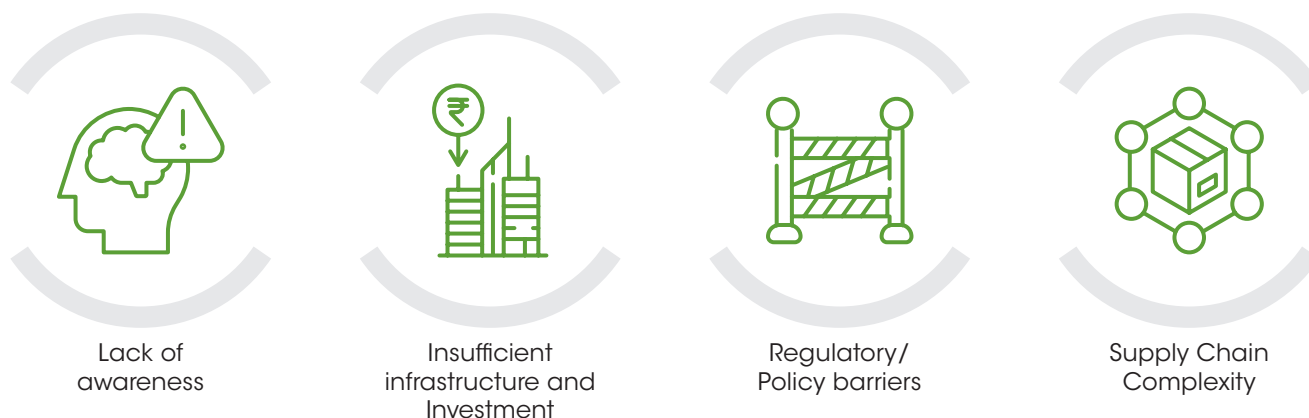 ₹
Lack of
awareness
Insufficient
infrastructure and
Investment
Regulatory/
Policy barriers
Supply Chain
Complexity